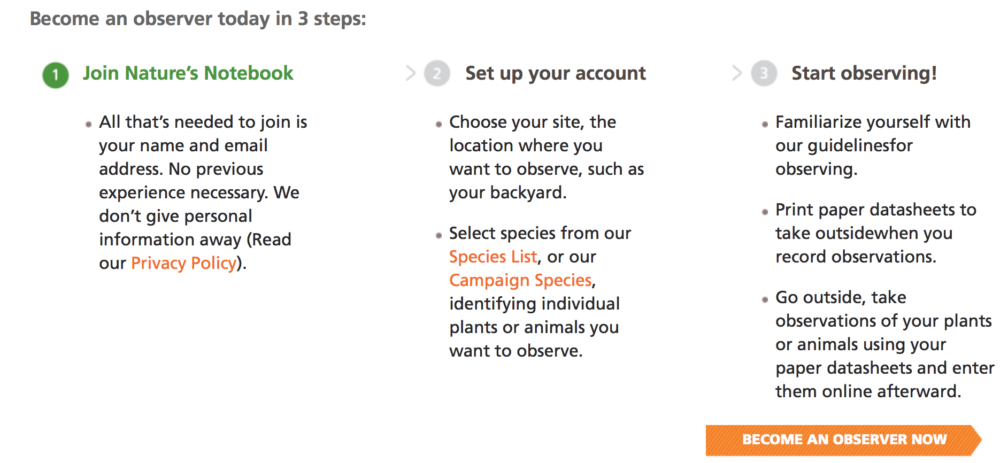 Become an observer today in 3 steps:
1 Join Nature’s Notebook
All that’s needed to join is
your name and email
address. No previous
experience necessary. We
don’t give personal
information away (Read
our Privacy Policy).
> 2 Set up your account
Choose your site, the
location where you
want to observe, such as
your backyard.
Select species from our
Species List, or our
Campaign Species,
identifying individual
plants or animals you
want to observe.
> 3 Start observing!
Familiarize yourself with
our guidelinesfor
observing.
Print paper datasheets to
take outsidewhen you
record observations.
Go outside, take
observations of your plants
or animals using your
paper datasheets and enter
them online afterward.
BECOME AN OBSERVER NOW